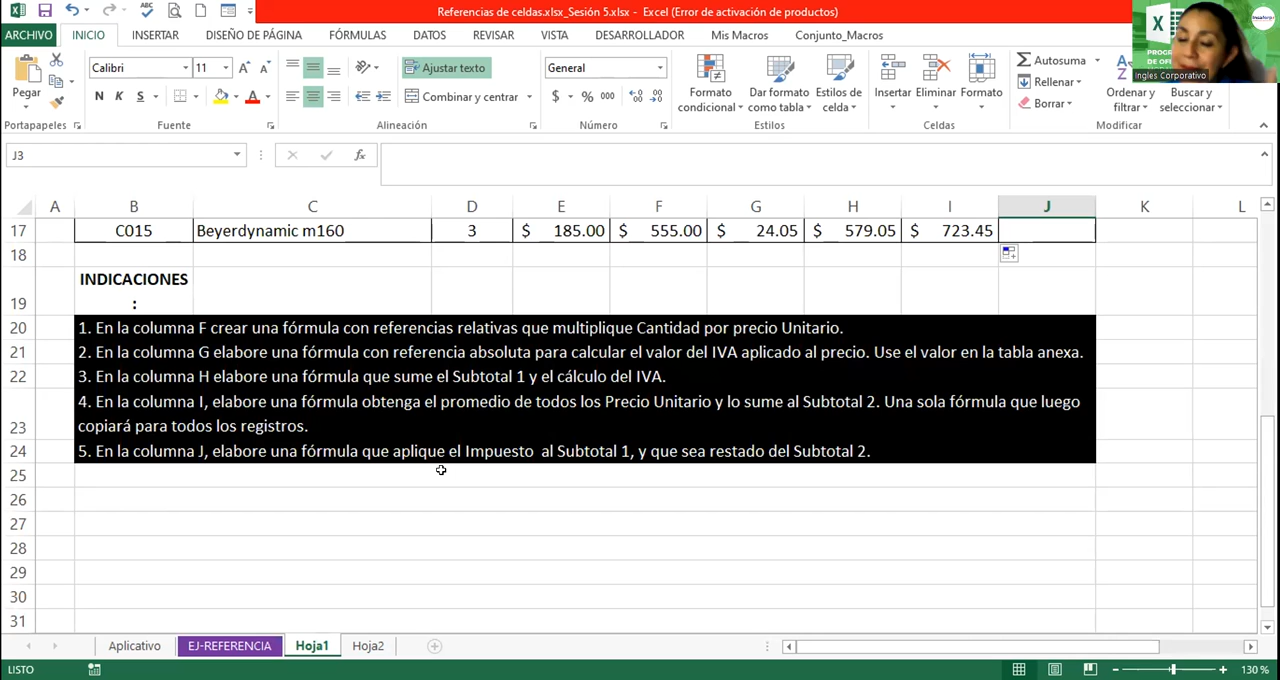 Referencias de celdas.xlsx_Sesión 5.xlsx - Excel (Error de activación de productos)
ARCHIVO INICIO INSERTAR DISEÑO DE PÁGINA FÓRMULAS DATOS REVISAR VISTA DESARROLLADOR Mis Macros Conjunto_Macros
Ingles Corporativo
Pegar
Calibri 11
N K S
Ajustar texto
Combinar y centrar
General
$ % 000
Formato condicional
Dar formato como tabla
Estilos de celda
Insertar Eliminar Formato
Autosuma
Rellenar
Borrar
Ordenar y filtrar
Buscar y seleccionar
Portapapeles Fuente Alineación Número Estilos Celdas Modificar
J3 fx
A B C D E F G H I J K L
17 C015 Beyerdynamic m160 3 $ 185.00 $ 555.00 $ 24.05 $ 579.05 $ 723.45
18
INDICACIONES
19 :
20 1. En la columna F crear una fórmula con referencias relativas que multiplique Cantidad por precio Unitario.
21 2. En la columna G elabore una fórmula con referencia absoluta para calcular el valor del IVA aplicado al precio. Use el valor en la tabla anexa.
22 3. En la columna H elabore una fórmula que sume el Subtotal 1 y el cálculo del IVA.
4. En la columna I, elabore una fórmula obtenga el promedio de todos los Precio Unitario y lo sume al Subtotal 2. Una sola fórmula que luego
23 copiará para todos los registros.
24 5. En la columna J, elabore una fórmula que aplique el Impuesto al Subtotal 1, y que sea restado del Subtotal 2.
25
26
27
28
29
30
31
Aplicativo EJ-REFERENCIA Hoja1 Hoja2
LISTO 130 %